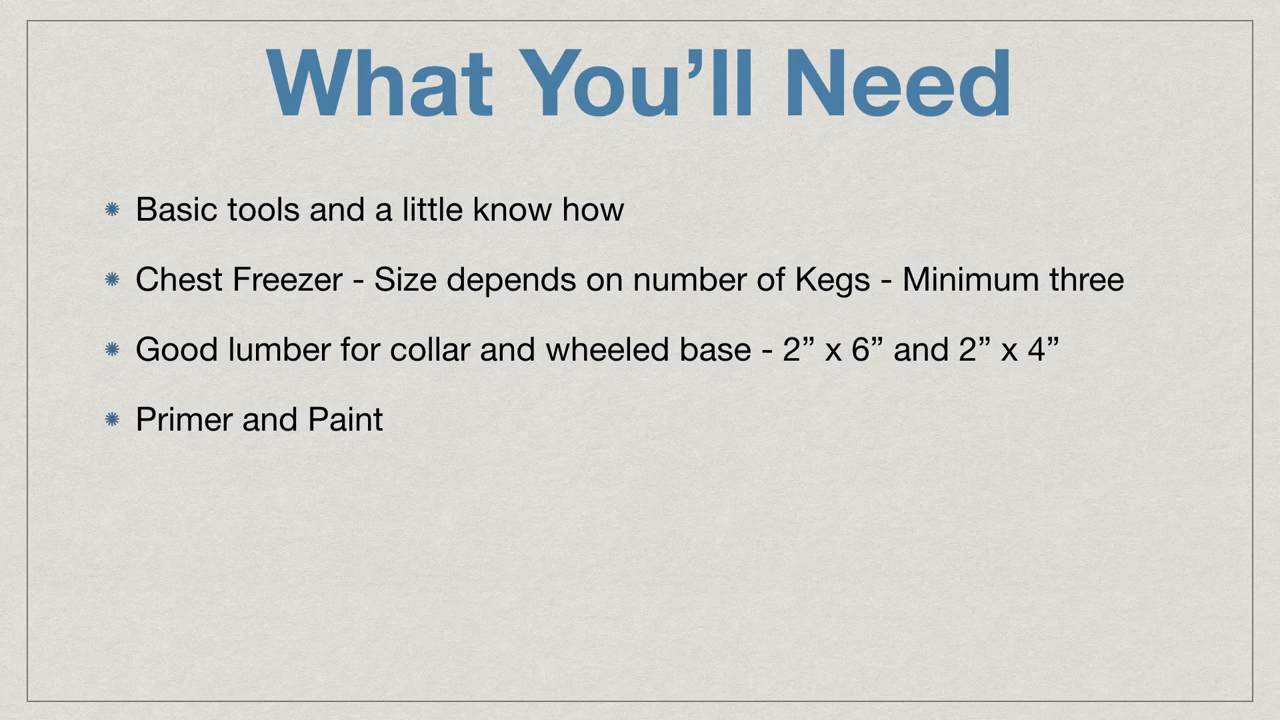 What You’ll Need
Basic tools and a little know how
Chest Freezer - Size depends on number of Kegs - Minimum three
Good lumber for collar and wheeled base - 2” x 6” and 2” x 4”
Primer and Paint